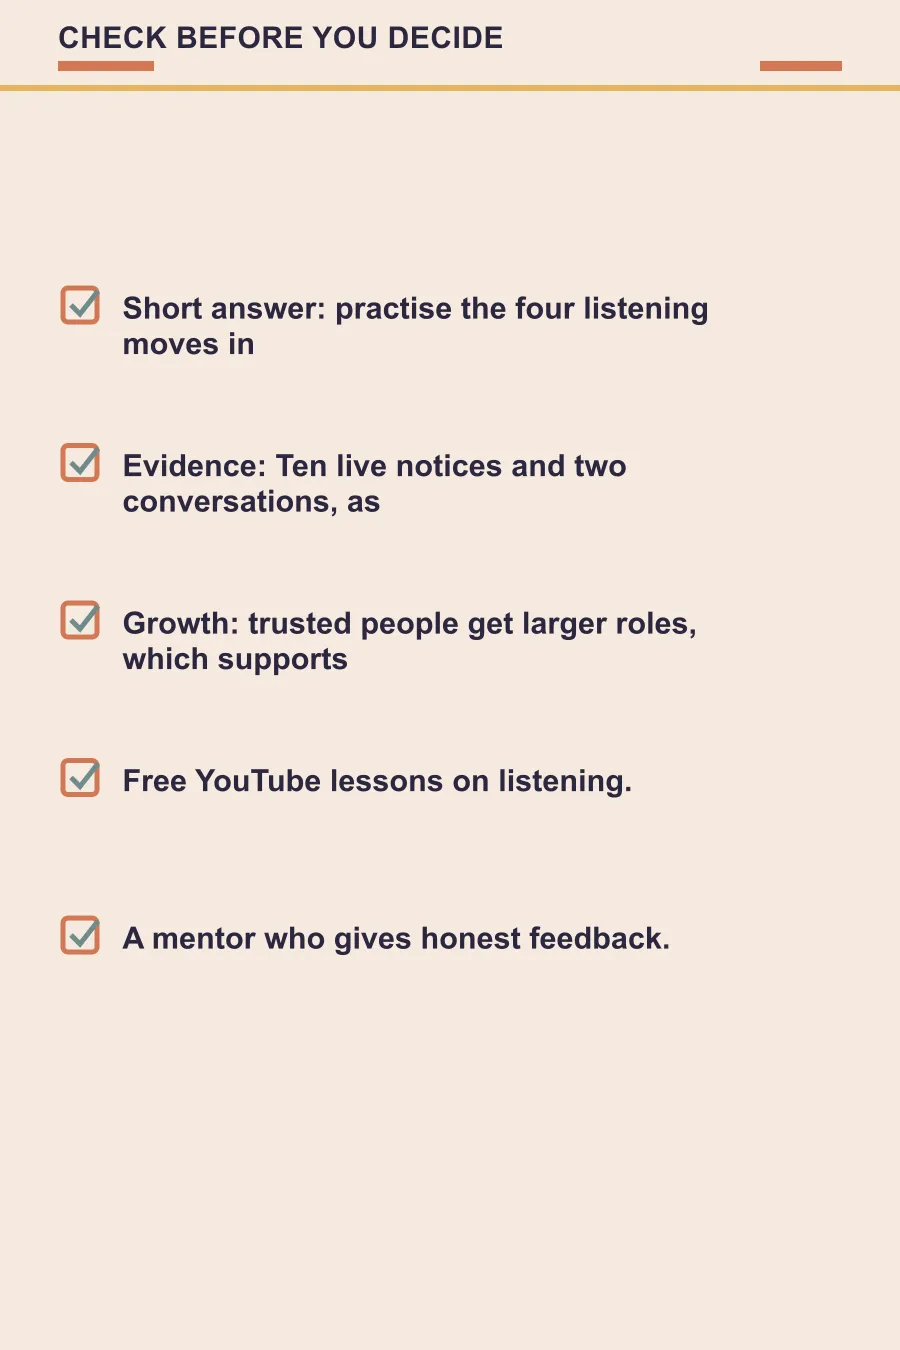 CHECK BEFORE YOU DECIDE
Short answer: practise the four listening
moves in
Evidence: Ten live notices and two
conversations, as
Growth: trusted people get larger roles,
which supports
Free YouTube lessons on listening.
A mentor who gives honest feedback.